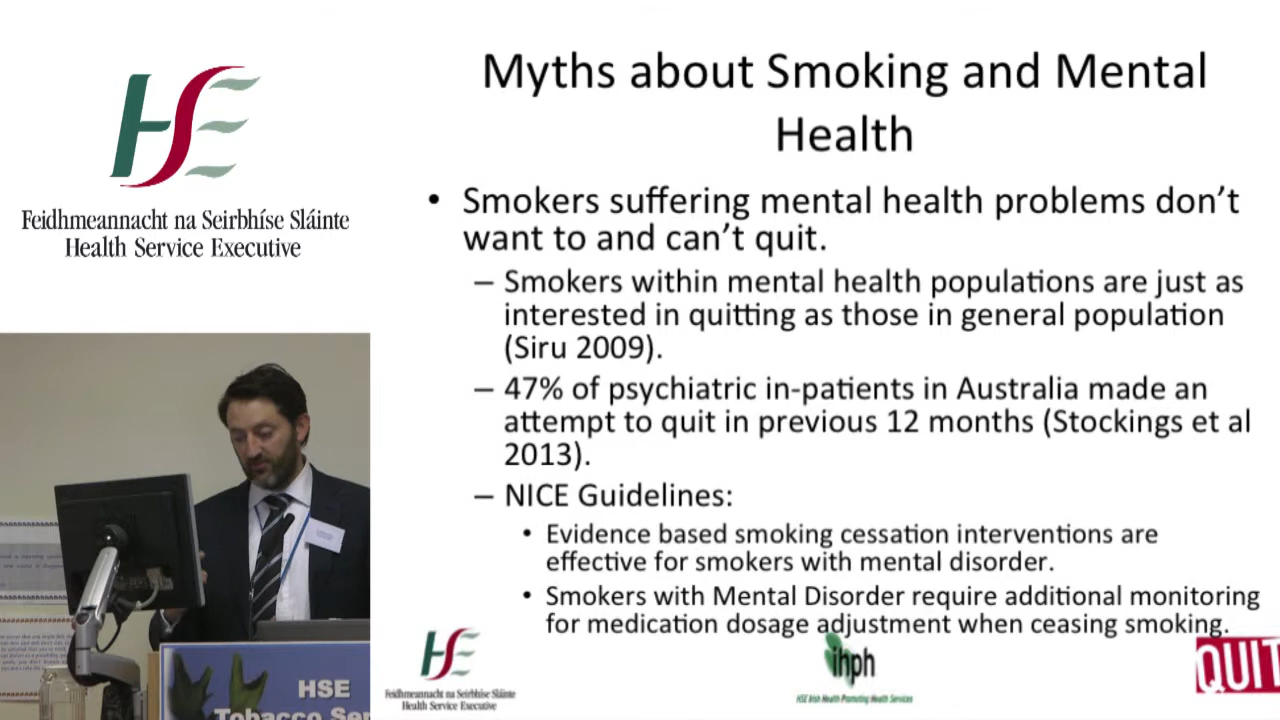 HSE
Feidhmeannacht na Seirbhíse Sláinte
Health Service Executive
Myths about Smoking and Mental
Health
• Smokers suffering mental health problems don’t
want to and can’t quit.
– Smokers within mental health populations are just as
interested in quitting as those in general population
(Siru 2009).
– 47% of psychiatric in-patients in Australia made an
attempt to quit in previous 12 months (Stockings et al
2013).
– NICE Guidelines:
• Evidence based smoking cessation interventions are
effective for smokers with mental disorder.
• Smokers with Mental Disorder require additional monitoring
for medication dosage adjustment when ceasing smoking.
HSE
Feidhmeannacht na Seirbhíse Sláinte
Health Service Executive
ihph
HSE Irish Health Promoting Health Services
QUIT
HSE
Tobacco Ser